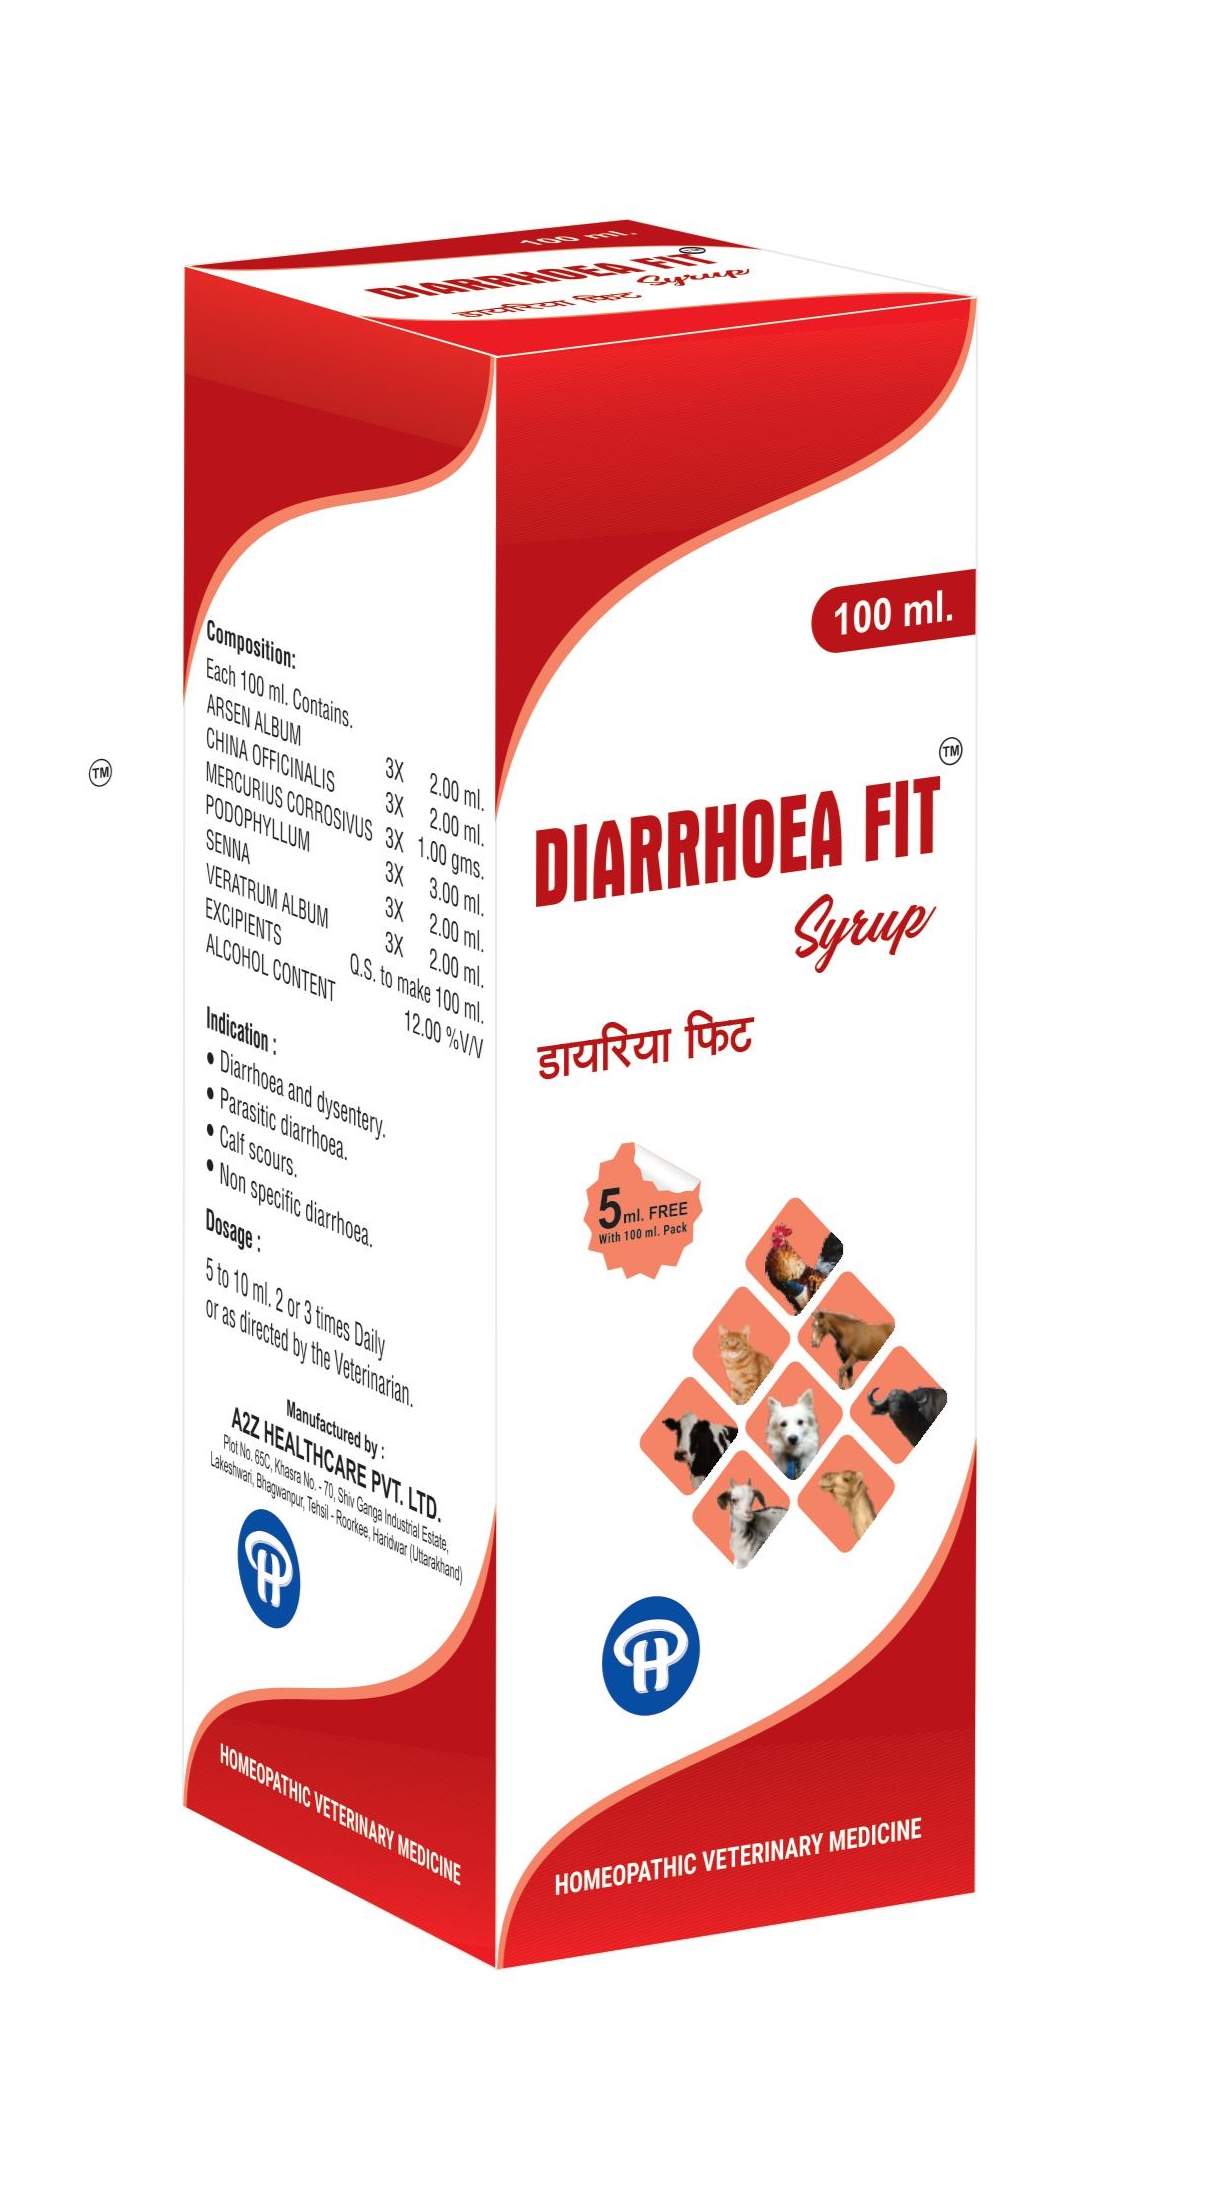 100 ml.
DIARRHOEA FIT TM
Syrup
डायरिया फिट
Composition:
Each 100 ml. Contains.
ARSEN ALBUM 3X 2.00 ml.
CHINA OFFICINALIS 3X 2.00 ml.
MERCURIUS CORROSIVUS 3X 1.00 gms.
PODOPHYLLUM 3X 3.00 ml.
SENNA 3X 2.00 ml.
VERATRUM ALBUM 3X 2.00 ml.
EXCIPIENTS Q.S. to make 100 ml.
ALCOHOL CONTENT 12.00 %V/V
Indication :
• Diarrhoea and dysentery.
• Parasitic diarrhoea.
• Calf scours.
• Non specific diarrhoea.
Dosage :
5 to 10 ml. 2 or 3 times Daily
or as directed by the Veterinarian.
Manufactured by :
A2Z HEALTHCARE PVT. LTD.
Plot No. 65C, Khasra No. - 70, Shiv Ganga Industrial Estate,
Lakeshwari, Bhagwanpur, Tehsil - Roorkee, Haridwar (Uttarakhand)
H
HOMEOPATHIC VETERINARY MEDICINE
TM
100 ml.
DIARRHOEA FIT TM
Syrup
डायरिया फिट
5 ml. FREE
With 100 ml. Pack
H
HOMEOPATHIC VETERINARY MEDICINE